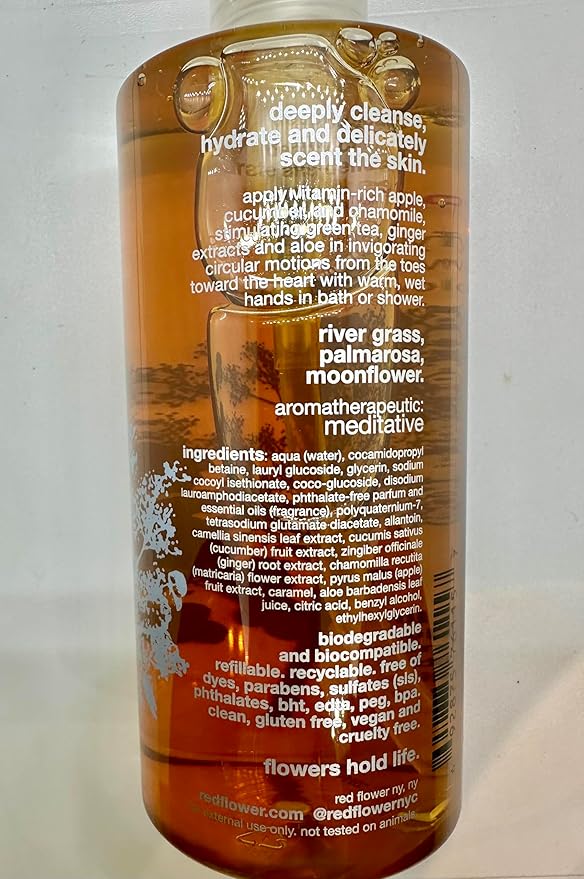 deeply cleanse,
hydrate and delicately
scent the skin.
apply vitamin-rich apple,
cucumber, and chamomile,
stimulating green tea, ginger
extracts and aloe in invigorating
circular motions from the toes
toward the heart with warm, wet
hands in bath or shower.
river grass,
palmarosa,
moonflower.
aromatherapeutic:
meditative
ingredients: aqua (water), cocamidopropyl
betaine, lauryl glucoside, glycerin, sodium
cocoyl isethionate, coco-glucoside, disodium
lauroamphodiacetate, phthalate-free parfum and
essential oils (fragrance), polyquaternium-7,
tetrasodium glutamate diacetate, allantoin,
camellia sinensis leaf extract, cucumis sativus
(cucumber) fruit extract, zingiber officinale
(ginger) root extract, chamomilla recutita
(matricaria) flower extract, pyrus malus (apple)
fruit extract, caramel, aloe barbadensis leaf
juice, citric acid, benzyl alcohol,
ethylhexylglycerin.
biodegradable
and biocompatible.
refillable. recyclable. free of
dyes, parabens, sulfates (sls),
phthalates, bht, edta, peg, bpa.
clean, gluten free, vegan and
cruelty free.
flowers hold life.
red flower ny, ny
redflower.com @redflowernyc
external use only. not tested on animals.